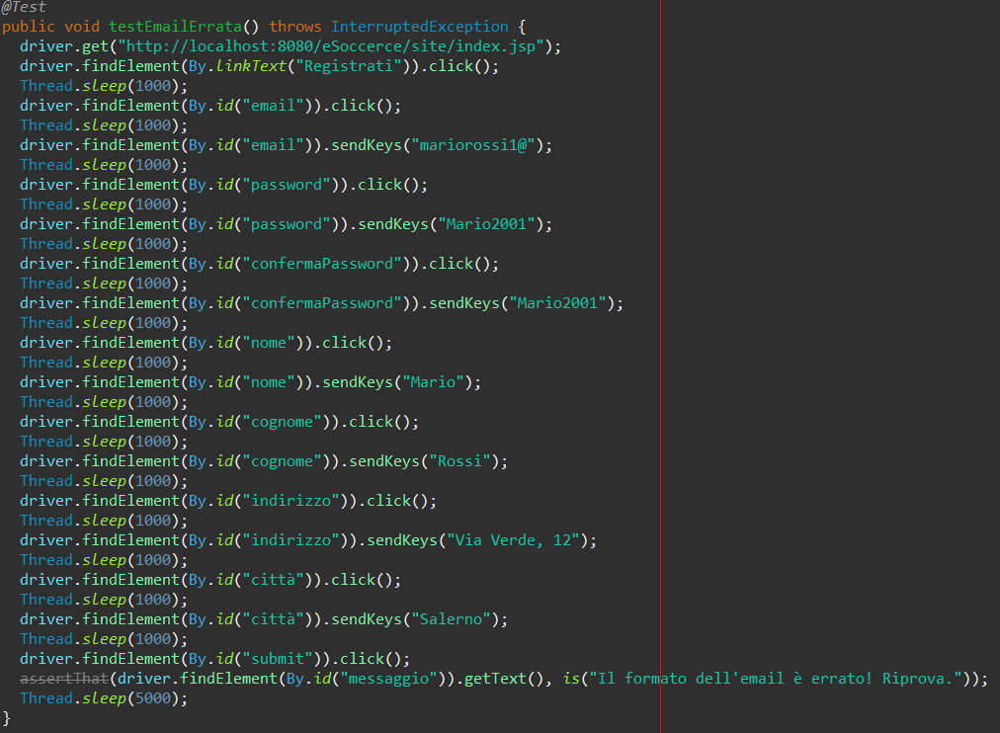 @Test
public void testEmailErrata() throws InterruptedException {
driver.get("http://localhost:8080/eSoccerce/site/index.jsp");
driver.findElement(By.linkText("Registrati")).click();
Thread.sleep(1000);
driver.findElement(By.id("email")).click();
Thread.sleep(1000);
driver.findElement(By.id("email")).sendKeys("mariorossi1@");
Thread.sleep(1000);
driver.findElement(By.id("password")).click();
Thread.sleep(1000);
driver.findElement(By.id("password")).sendKeys("Mario2001");
Thread.sleep(1000);
driver.findElement(By.id("confermaPassword")).click();
Thread.sleep(1000);
driver.findElement(By.id("confermaPassword")).sendKeys("Mario2001");
Thread.sleep(1000);
driver.findElement(By.id("nome")).click();
Thread.sleep(1000);
driver.findElement(By.id("nome")).sendKeys("Mario");
Thread.sleep(1000);
driver.findElement(By.id("cognome")).click();
Thread.sleep(1000);
driver.findElement(By.id("cognome")).sendKeys("Rossi");
Thread.sleep(1000);
driver.findElement(By.id("indirizzo")).click();
Thread.sleep(1000);
driver.findElement(By.id("indirizzo")).sendKeys("Via Verde, 12");
Thread.sleep(1000);
driver.findElement(By.id("città")).click();
Thread.sleep(1000);
driver.findElement(By.id("città")).sendKeys("Salerno");
Thread.sleep(1000);
driver.findElement(By.id("submit")).click();
assertThat(driver.findElement(By.id("messaggio")).getText(), is("Il formato dell'email è errato! Riprova."));
Thread.sleep(5000);
}